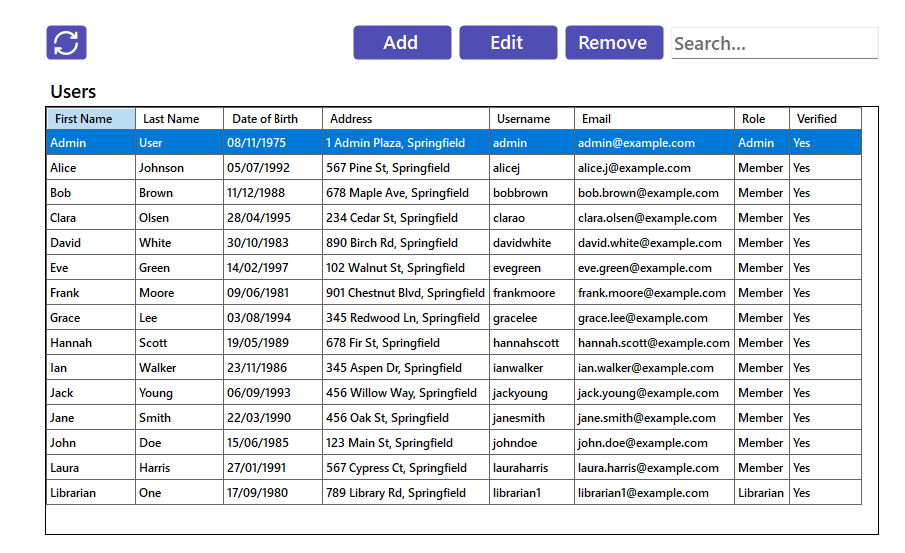 Add Edit Remove Search...
Users
First Name Last Name Date of Birth Address Username Email Role Verified
Admin User 08/11/1975 1 Admin Plaza, Springfield admin admin@example.com Admin Yes
Alice Johnson 05/07/1992 567 Pine St, Springfield alicej alice.j@example.com Member Yes
Bob Brown 11/12/1988 678 Maple Ave, Springfield bobbrown bob.brown@example.com Member Yes
Clara Olsen 28/04/1995 234 Cedar St, Springfield clarao clara.olsen@example.com Member Yes
David White 30/10/1983 890 Birch Rd, Springfield davidwhite david.white@example.com Member Yes
Eve Green 14/02/1997 102 Walnut St, Springfield evegreen eve.green@example.com Member Yes
Frank Moore 09/06/1981 901 Chestnut Blvd, Springfield frankmoore frank.moore@example.com Member Yes
Grace Lee 03/08/1994 345 Redwood Ln, Springfield gracelee grace.lee@example.com Member Yes
Hannah Scott 19/05/1989 678 Fir St, Springfield hannahscott hannah.scott@example.com Member Yes
Ian Walker 23/11/1986 345 Aspen Dr, Springfield ianwalker ian.walker@example.com Member Yes
Jack Young 06/09/1993 456 Willow Way, Springfield jackyoung jack.young@example.com Member Yes
Jane Smith 22/03/1990 456 Oak St, Springfield janesmith jane.smith@example.com Member Yes
John Doe 15/06/1985 123 Main St, Springfield johndoe john.doe@example.com Member Yes
Laura Harris 27/01/1991 567 Cypress Ct, Springfield lauraharris laura.harris@example.com Member Yes
Librarian One 17/09/1980 789 Library Rd, Springfield librarian1 librarian1@example.com Librarian Yes